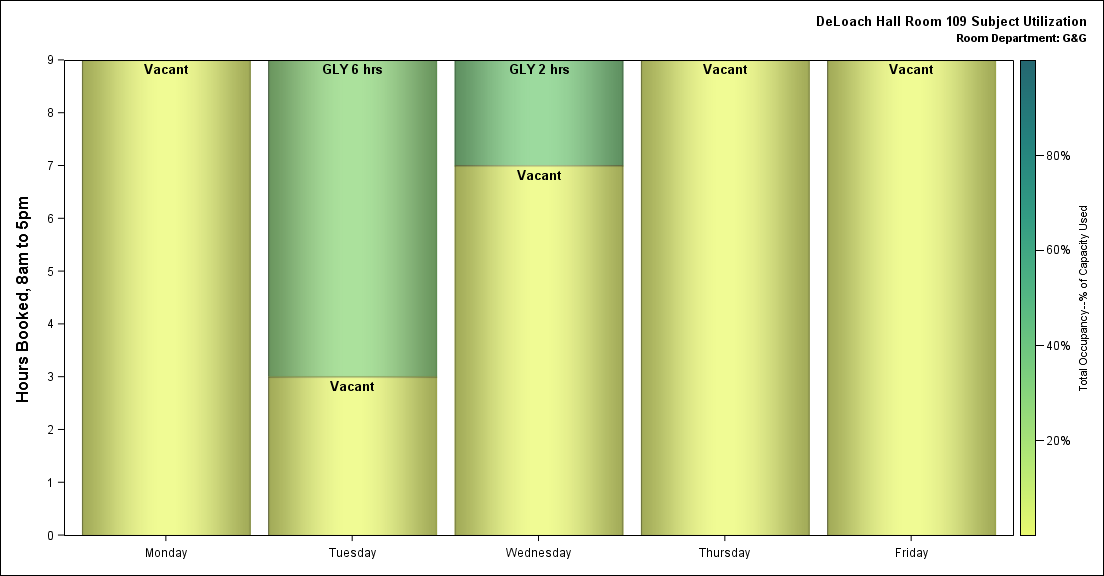 DeLoach Hall Room 109 Subject Utilization
Room Department: G&G
Hours Booked, 8am to 5pm
9
8
7
6
5
4
3
2
1
0
Vacant
GLY 6 hrs
GLY 2 hrs
Vacant
Vacant
Vacant
Vacant
Monday
Tuesday
Wednesday
Thursday
Friday
80%
60%
40%
20%
Total Occupancy--% of Capacity Used